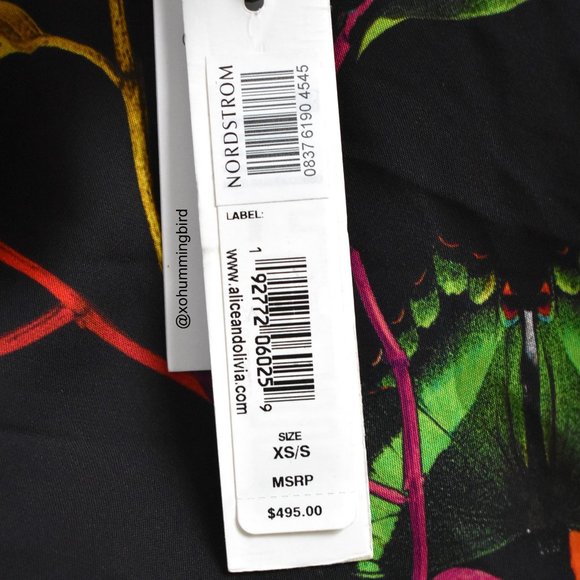 NORDSTROM
0837 6190 4545
LABEL:
1 92772 06025 9
www.aliceandolivia.com
SIZE
XS/S
MSRP
$495.00
@xohummingbird